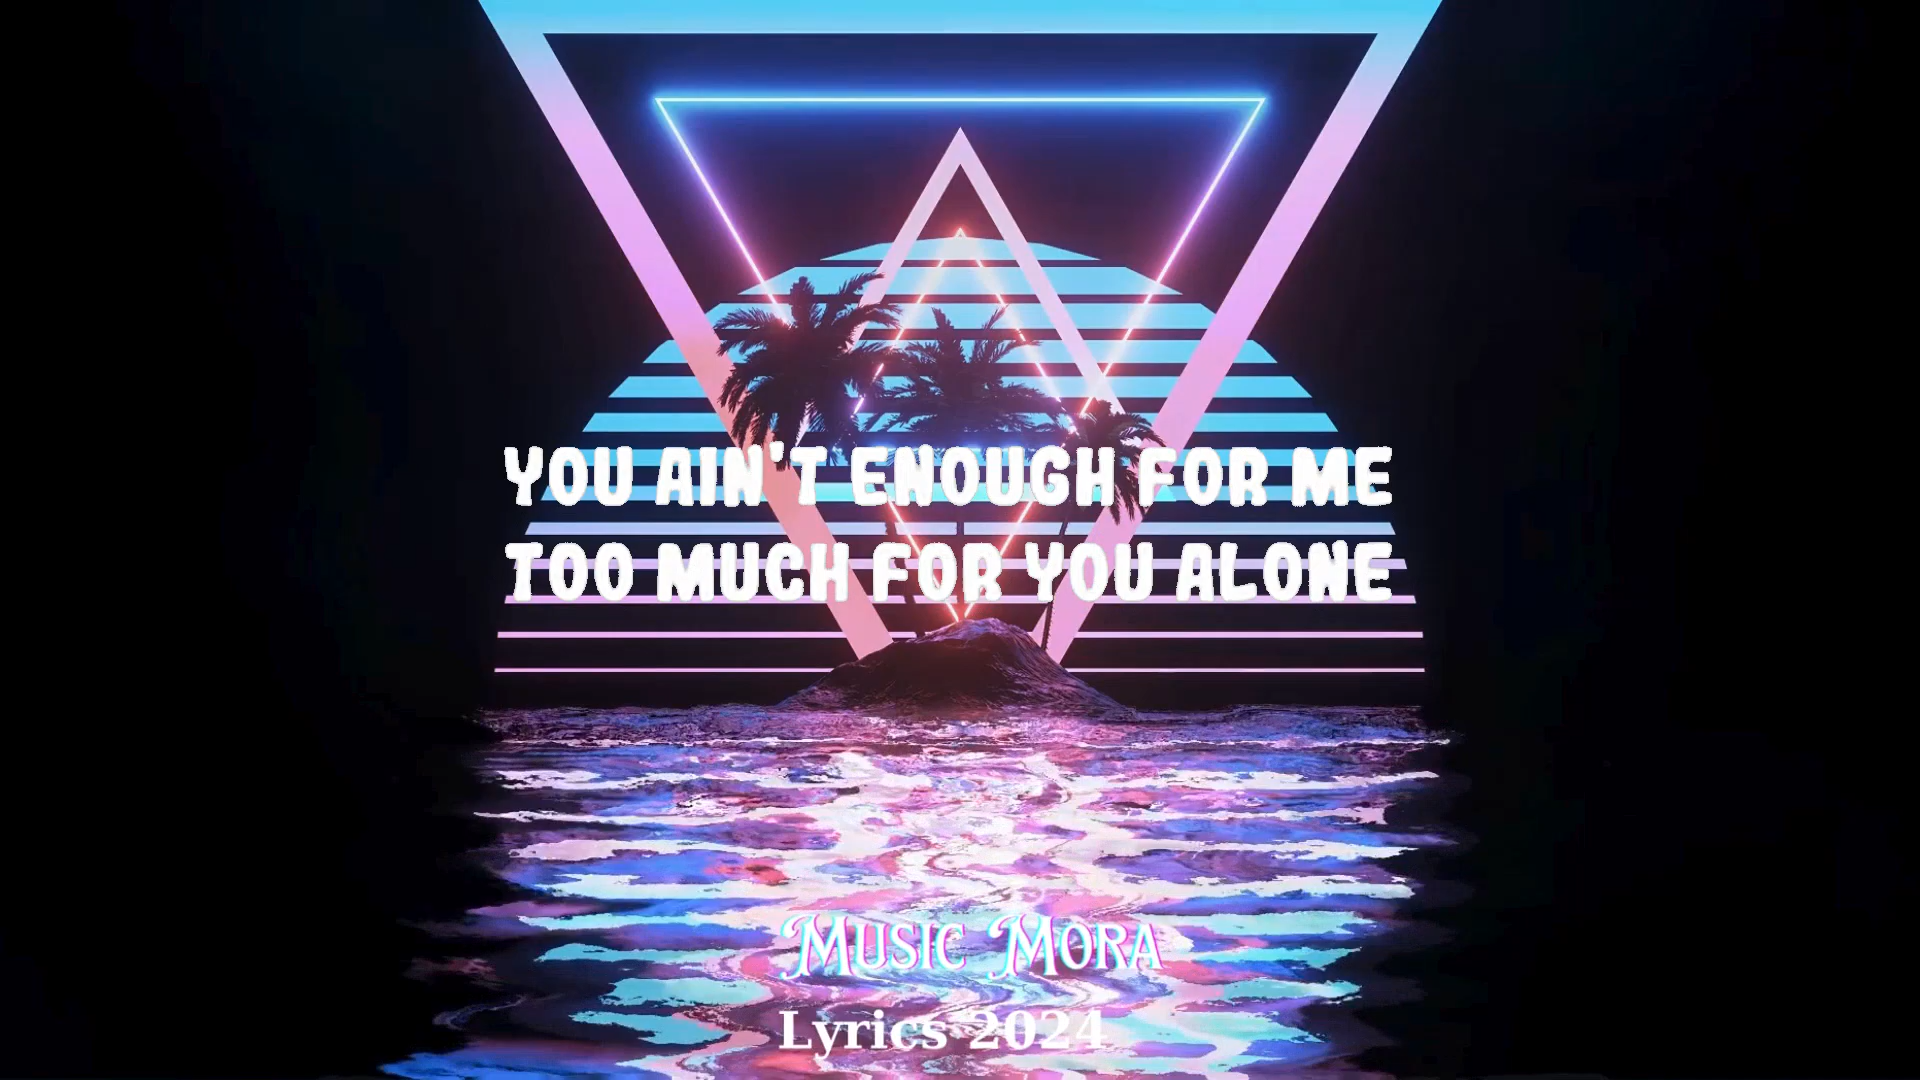 YOU AIN'T ENOUGH FOR ME
TOO MUCH FOR YOU ALONE
MUSIC MORA
Lyrics 2024